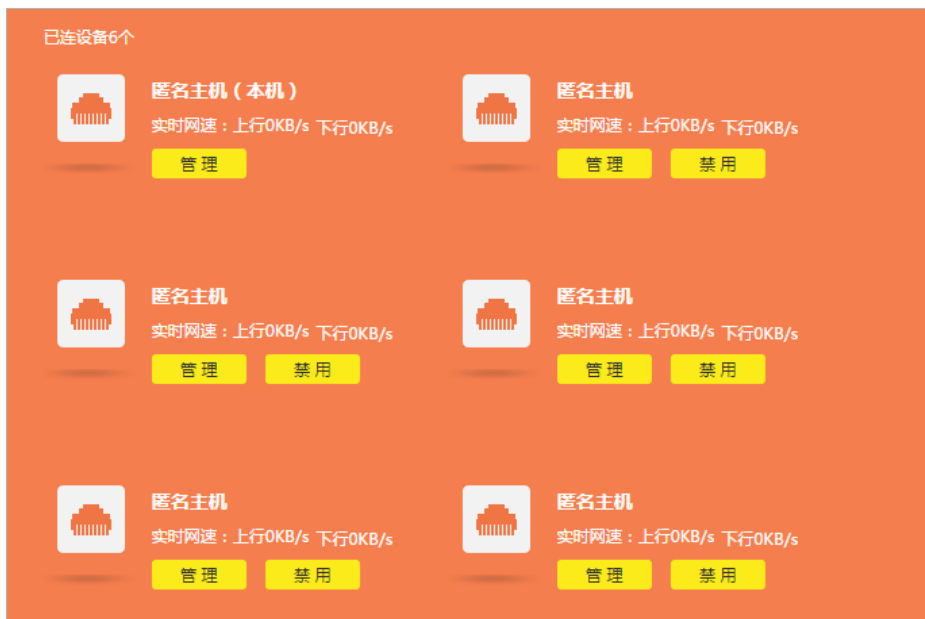 已连设备6个
匿名主机（本机）
实时网速：上行0KB/s 下行0KB/s
管 理
匿名主机
实时网速：上行0KB/s 下行0KB/s
管 理 禁 用
匿名主机
实时网速：上行0KB/s 下行0KB/s
管 理 禁 用
匿名主机
实时网速：上行0KB/s 下行0KB/s
管 理 禁 用
匿名主机
实时网速：上行0KB/s 下行0KB/s
管 理 禁 用
匿名主机
实时网速：上行0KB/s 下行0KB/s
管 理 禁 用